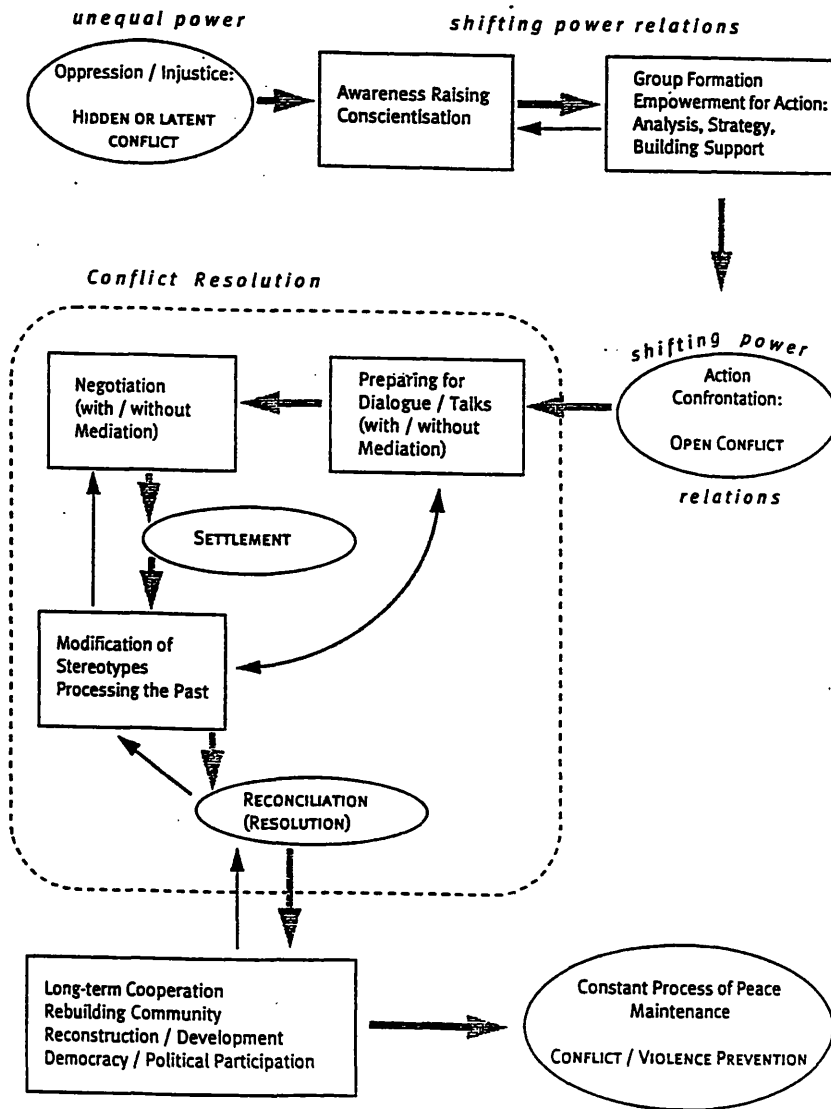 unequal power
shifting power relations
Oppression / Injustice:
HIDDEN OR LATENT
CONFLICT
Awareness Raising
Conscientisation
Group Formation
Empowerment for Action:
Analysis, Strategy,
Building Support
Conflict Resolution
shifting power
Action
Confrontation:
OPEN CONFLICT
relations
Preparing for
Dialogue / Talks
(with / without
Mediation)
Negotiation
(with / without
Mediation)
SETTLEMENT
Modification of
Stereotypes
Processing the Past
RECONCILIATION
(RESOLUTION)
Long-term Cooperation
Rebuilding Community
Reconstruction / Development
Democracy / Political Participation
Constant Process of Peace
Maintenance
CONFLICT / VIOLENCE PREVENTION